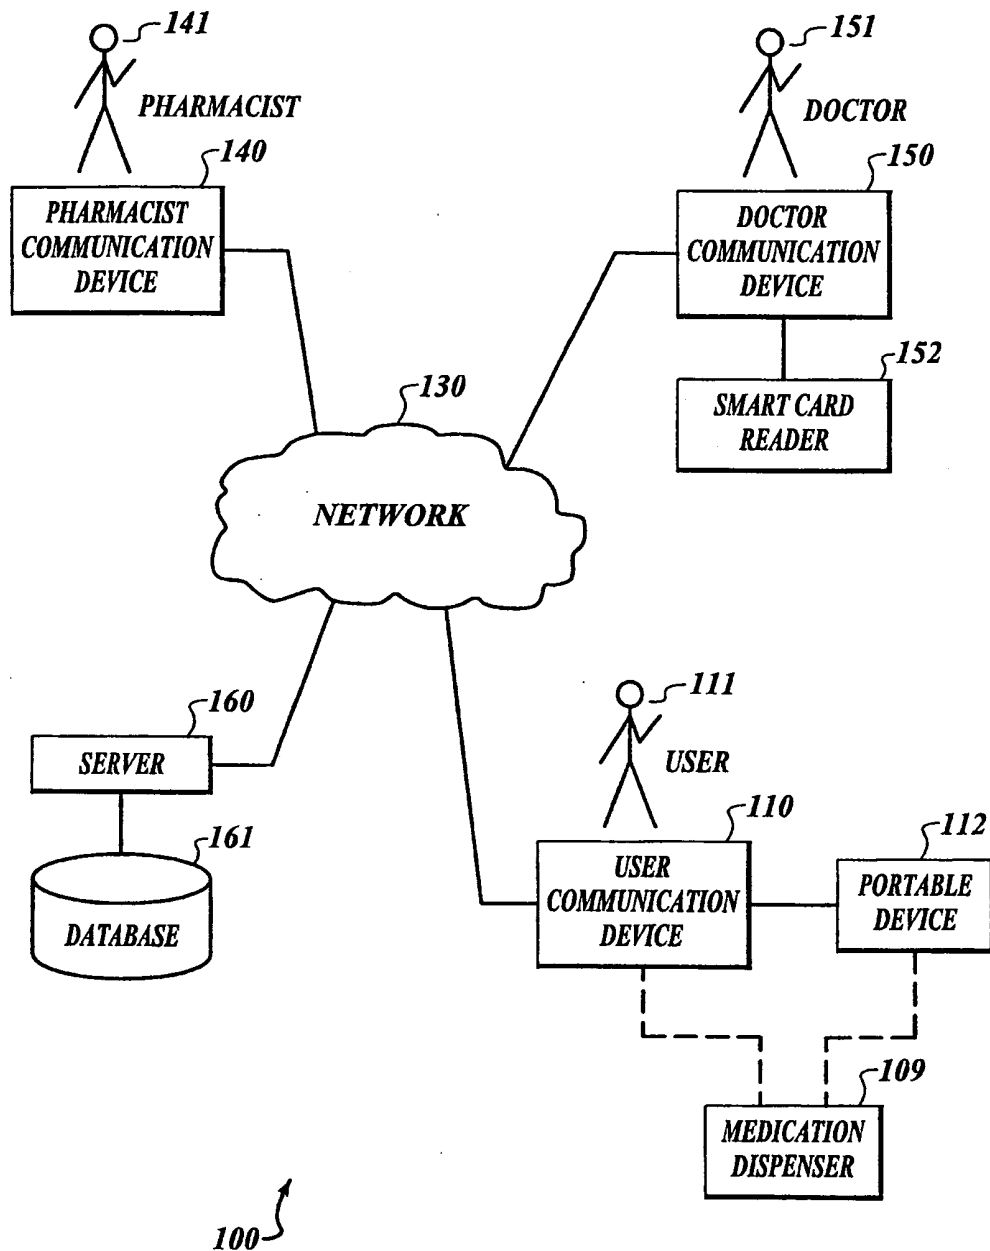 141
PHARMACIST
140
PHARMACIST
COMMUNICATION
DEVICE
151
DOCTOR
150
DOCTOR
COMMUNICATION
DEVICE
152
SMART CARD
READER
130
NETWORK
160
SERVER
161
DATABASE
111
USER
110
USER
COMMUNICATION
DEVICE
112
PORTABLE
DEVICE
109
MEDICATION
DISPENSER
100